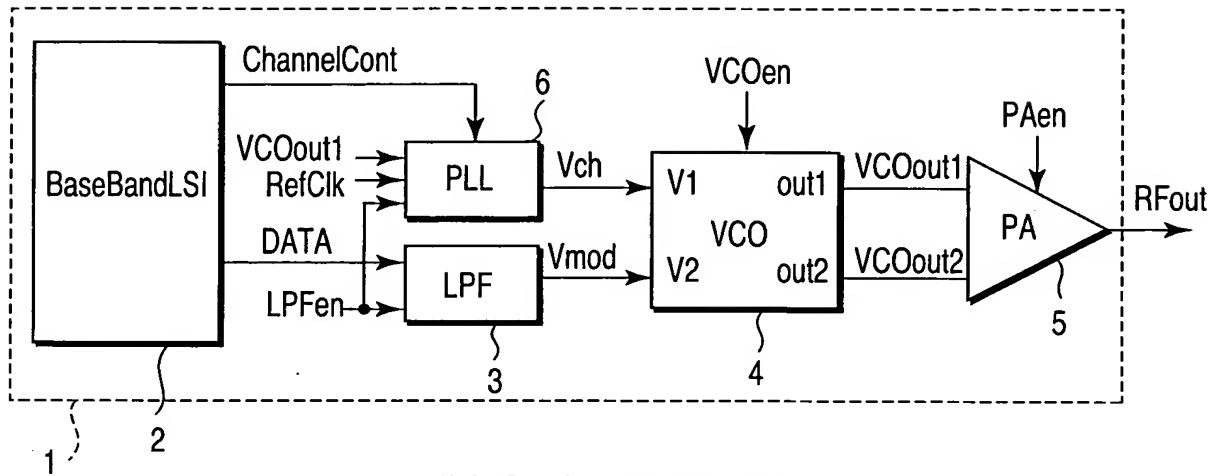 ChannelCont
VCOen
6
PAen
VCOout1
RefClk
PLL
Vch
V1
out1
VCOout1
RFout
BaseBandLSI
VCO
PA
DATA
LPFen
LPF
Vmod
V2
out2
VCOout2
5
3
4
2
1